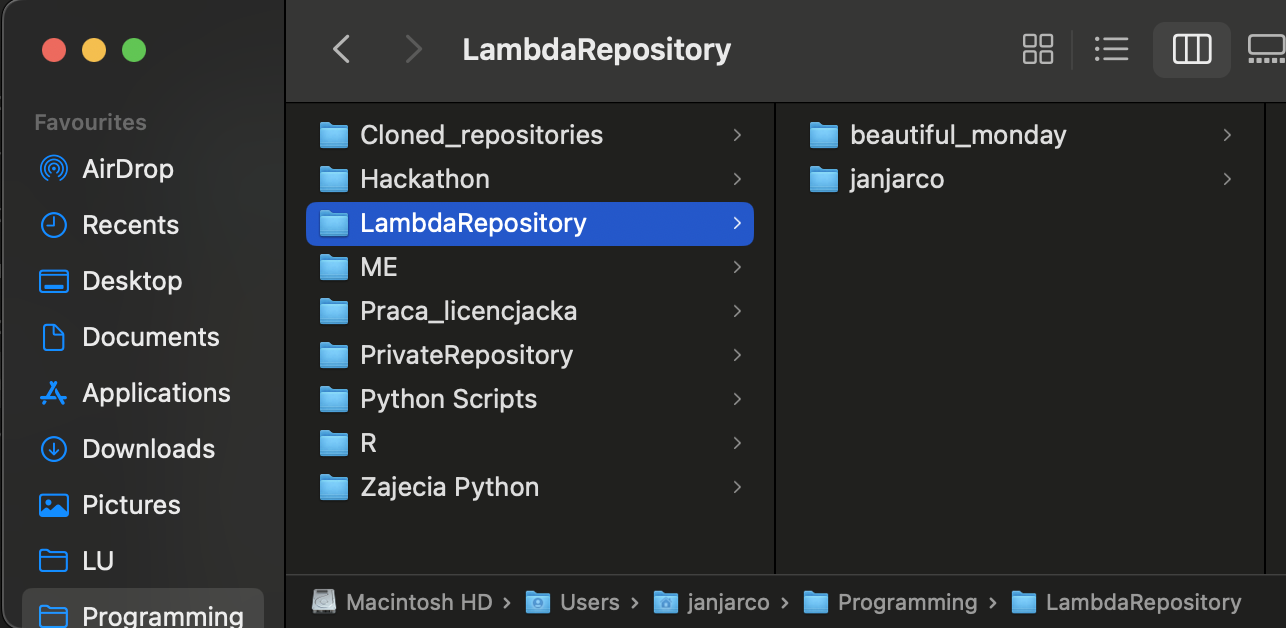 LambdaRepository
Favourites
AirDrop
Recents
Desktop
Documents
Applications
Downloads
Pictures
LU
Programming
Cloned_repositories
Hackathon
LambdaRepository
ME
Praca_licencjacka
PrivateRepository
Python Scripts
R
Zajecia Python
beautiful_monday
janjarco
Macintosh HD › Users › janjarco › Programming › LambdaRepository